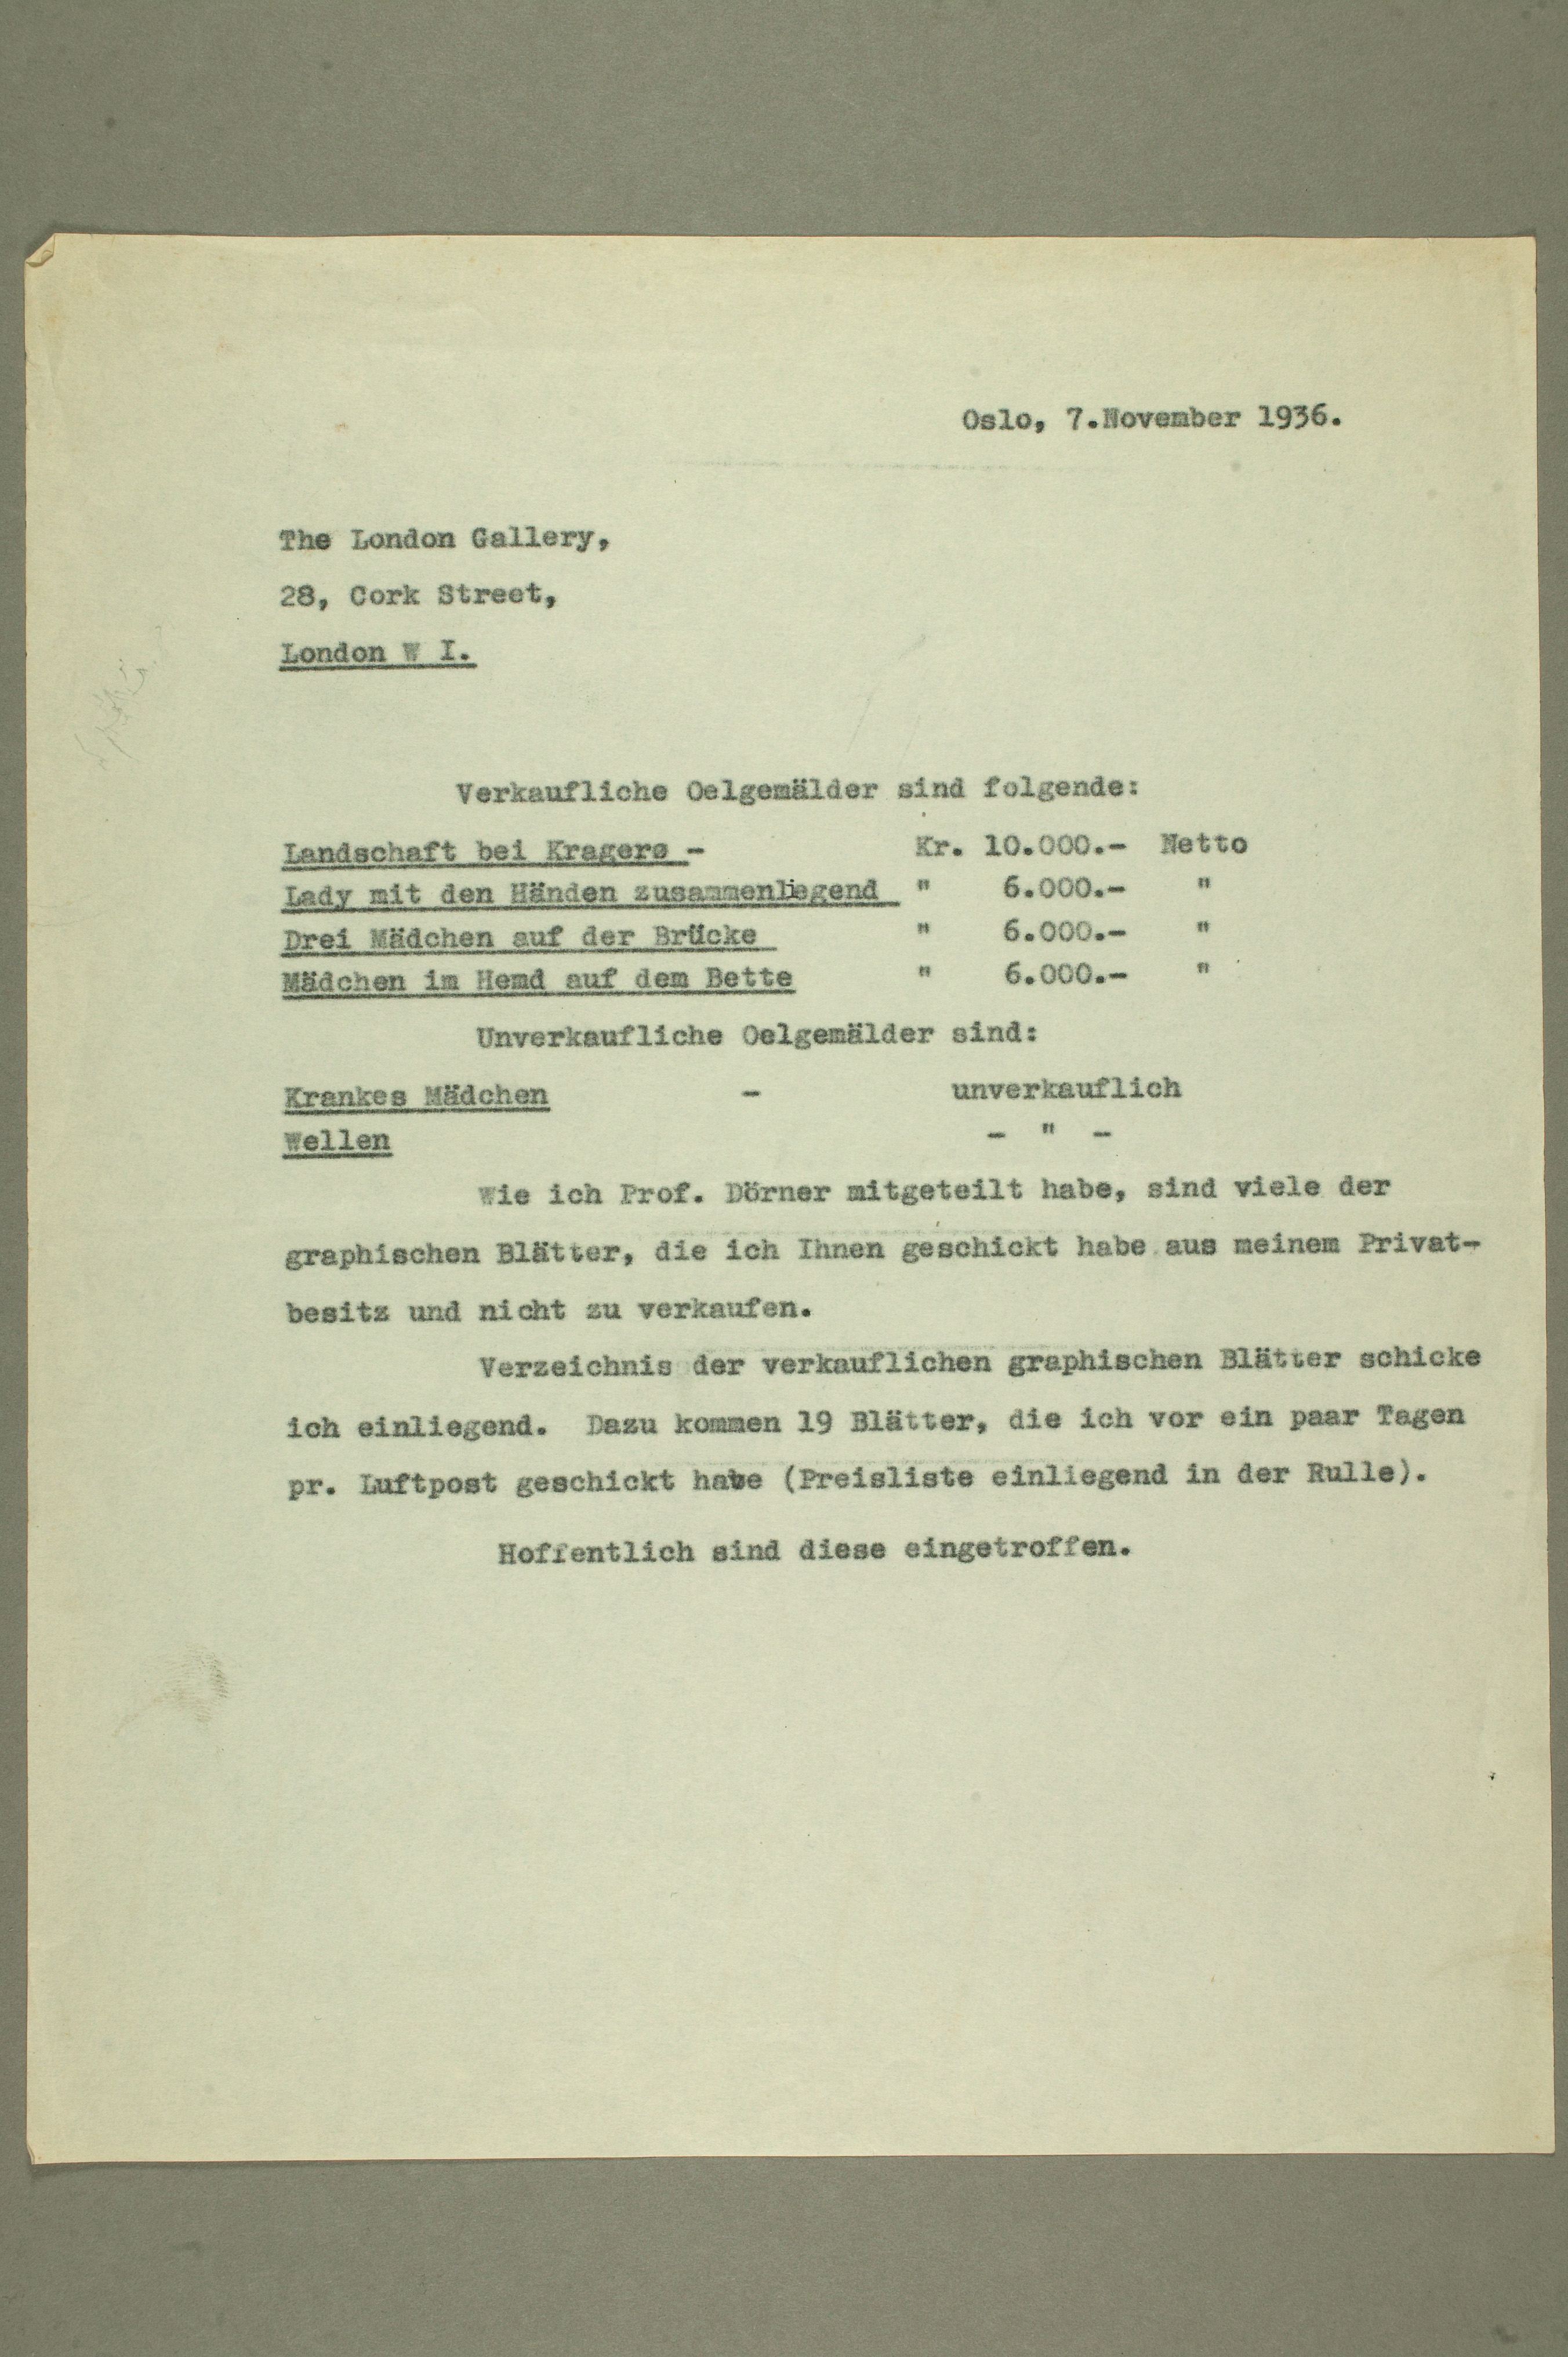 Oslo, 7.November 1936.
The London Gallery,
28, Cork Street,
London W I.
Verkaufliche Oelgemälder sind folgende:
Landschaft bei Kragerø - Kr. 10.000.- Netto
Lady mit den Händen zusammenliegend " 6.000.- "
Drei Mädchen auf der Brücke " 6.000.- "
Mädchen im Hemd auf dem Bette " 6.000.- "
Unverkaufliche Oelgemälder sind:
Krankes Mädchen - unverkauflich
Wellen - " -
Wie ich Prof. Dörner mitgeteilt habe, sind viele der
graphischen Blätter, die ich Ihnen geschickt habe aus meinem Privat-
besitz und nicht zu verkaufen.
Verzeichnis der verkauflichen graphischen Blätter schicke
ich einliegend. Dazu kommen 19 Blätter, die ich vor ein paar Tagen
pr. Luftpost geschickt habe (Preisliste einliegend in der Rulle).
Hoffentlich sind diese eingetroffen.